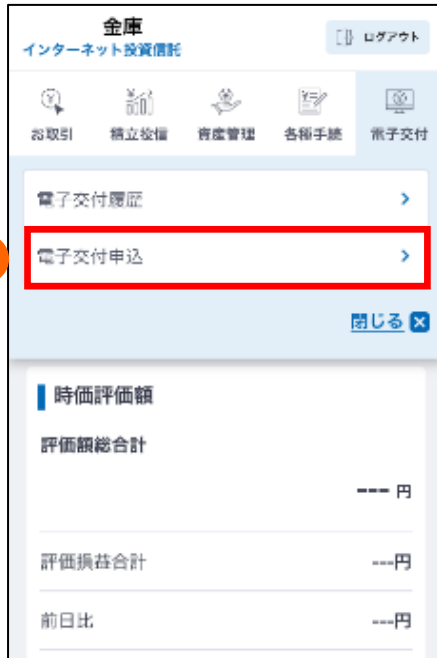 金庫
インターネット投資信託
ログアウト
お取引 積立投信 資産管理 各種手続 電子交付
電子交付履歴
電子交付申込
閉じる
時価評価額
評価額総合計
--- 円
評価損益合計 ---円
前日比 ---円